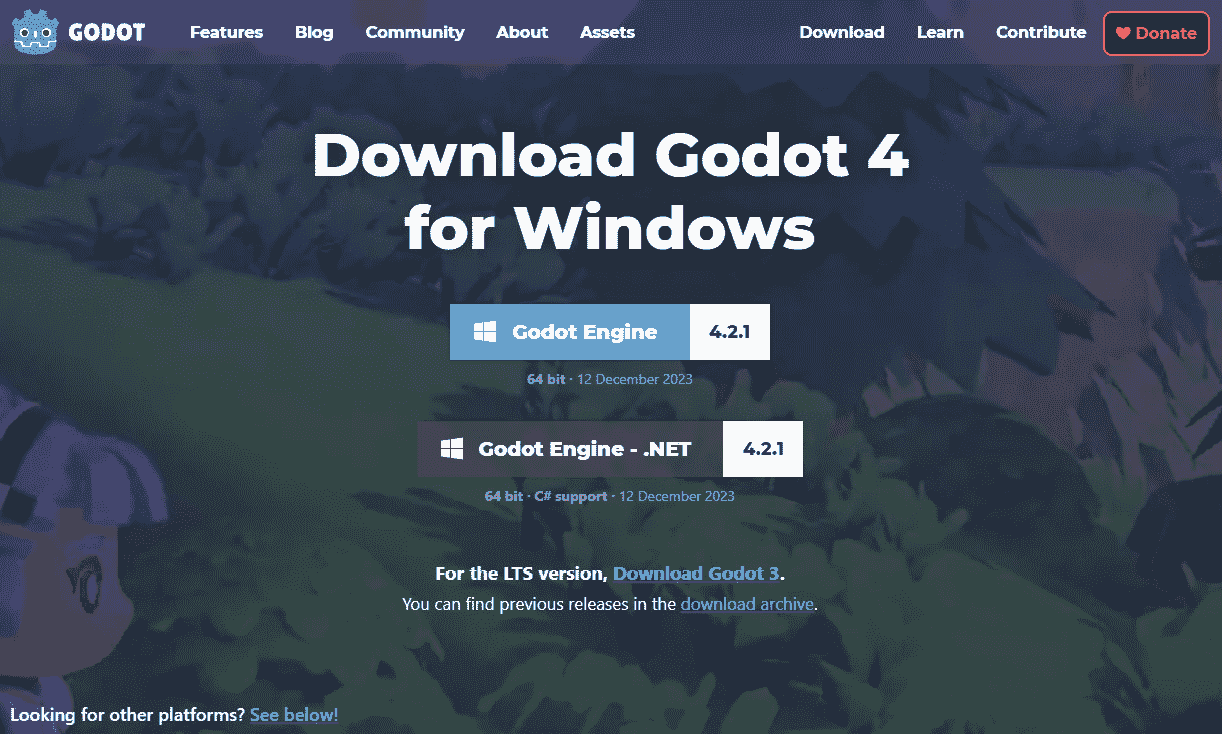 GODOT Features Blog Community About Assets Download Learn Contribute Donate
Download Godot 4
for Windows
Godot Engine 4.2.1
64 bit · 12 December 2023
Godot Engine - .NET 4.2.1
64 bit · C# support · 12 December 2023
For the LTS version, Download Godot 3.
You can find previous releases in the download archive.
Looking for other platforms? See below!